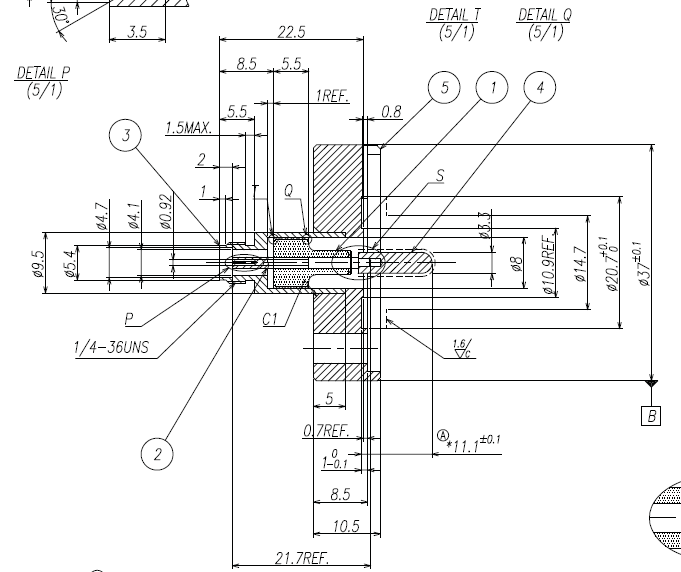 30°
3.5
DETAIL T
(5/1)
DETAIL Q
(5/1)
DETAIL P
(5/1)
22.5
8.5
5.5
1REF.
5
1
4
5.5
0.8
1.5MAX.
3
2
T
Q
S
1
ø4.7
ø4.1
ø0.92
ø9.5
ø5.4
ø3.3
ø8
ø10.9REF.
ø14.7
ø20.7 +0.1 0
ø37±0.1
P
C1
1/4-36UNS
1.6/
C
5
B
2
0.7REF.
A
*11.1±0.1
1 0 -0.1
8.5
10.5
21.7REF.